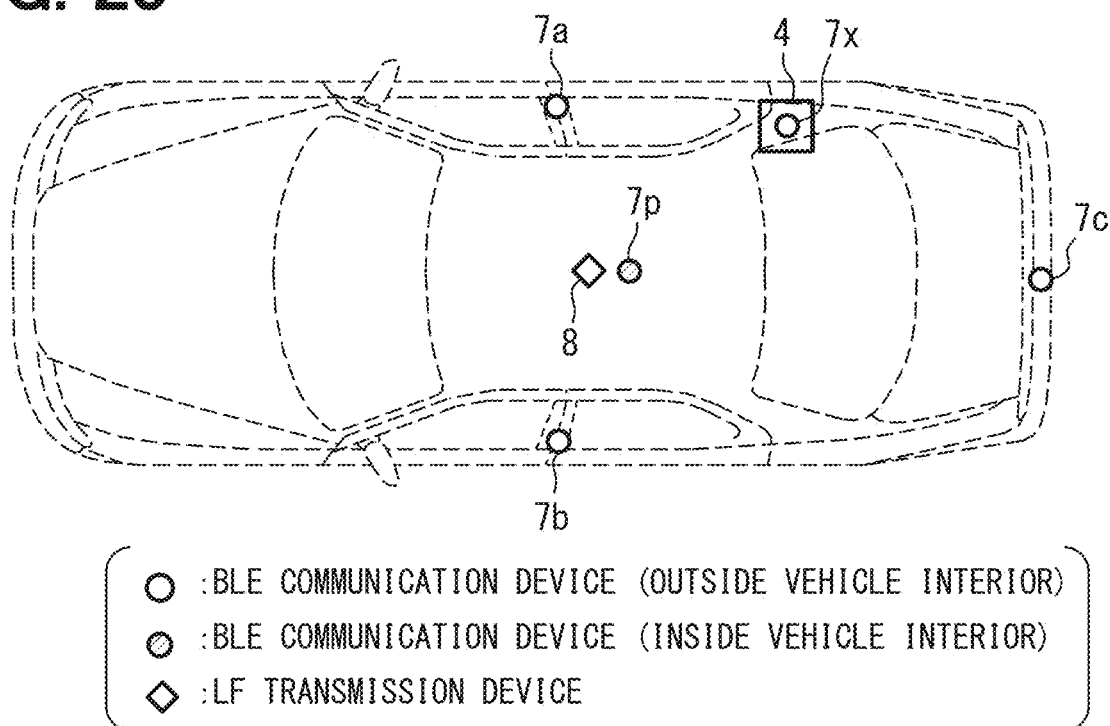 7a
4
7x
7p
7c
8
7b
:BLE COMMUNICATION DEVICE (OUTSIDE VEHICLE INTERIOR)
:BLE COMMUNICATION DEVICE (INSIDE VEHICLE INTERIOR)
:LF TRANSMISSION DEVICE